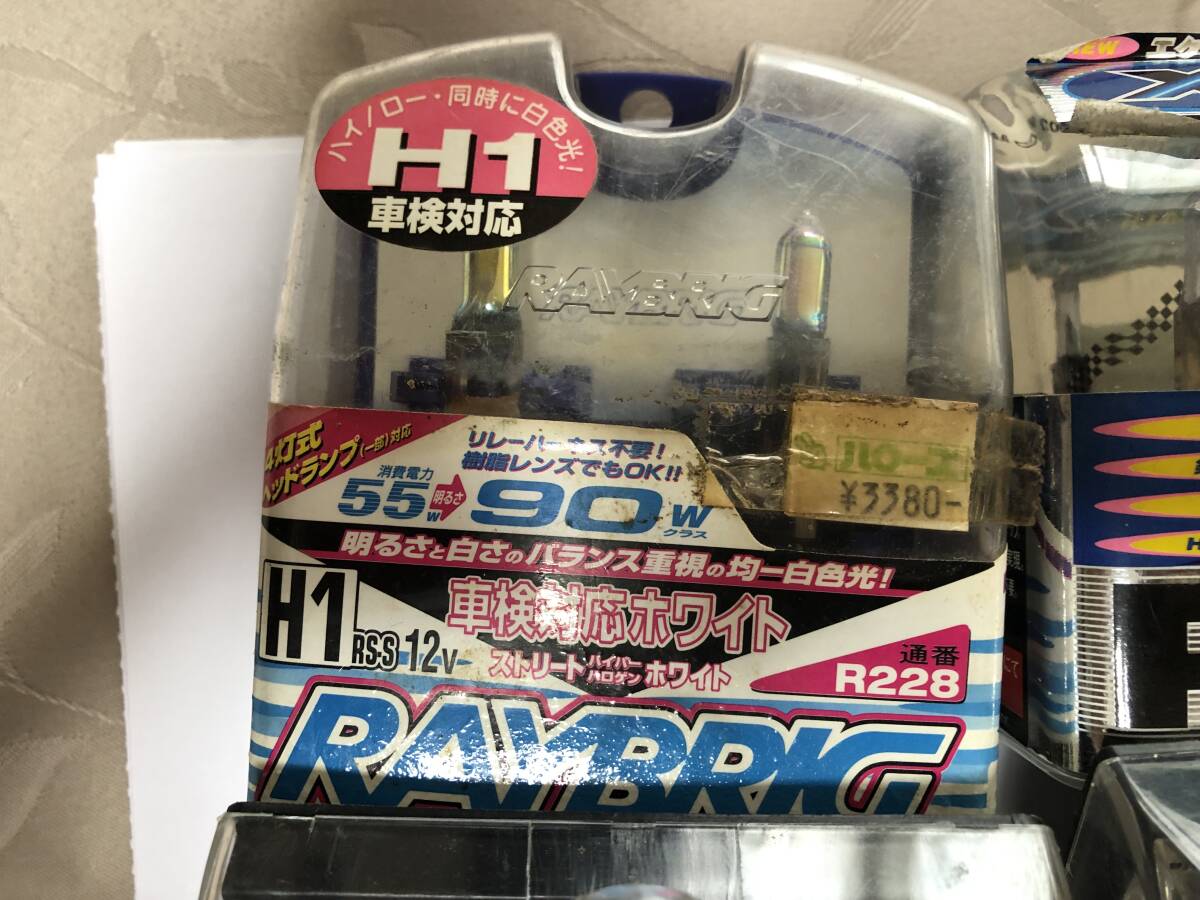 ハイ/ロー・同時に白色光!
H1
車検対応
RAYBRIG
4灯式
ヘッドランプ(一部)対応
リレーハーネス不要!
樹脂レンズでもOK!!
消費電力
55W
明るさ
90W
クラス
¥3380-
明るさと白さのバランス重視の均一白色光!
車検対応ホワイト
H1
RS-S 12V
ストリートハイパーハロゲンホワイト
通番
R228
RAYBRIG
NEW